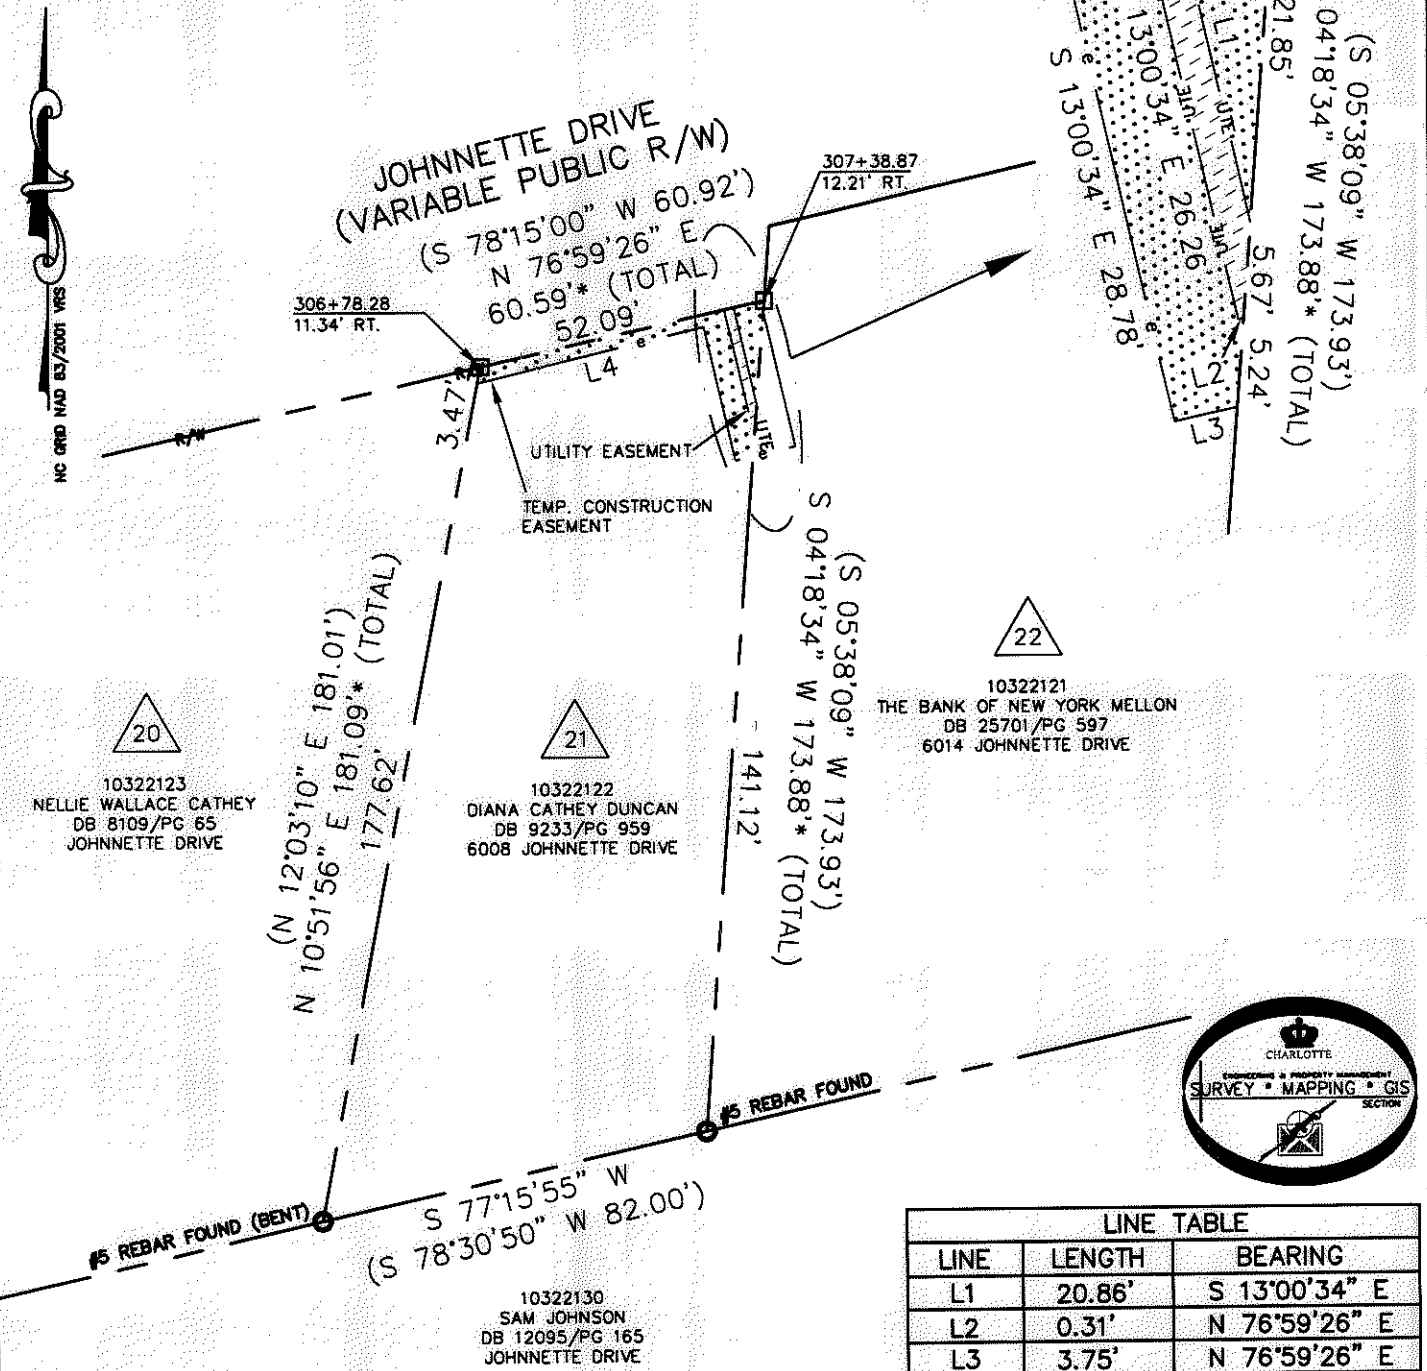 NC GRID NAD 83/2001 VRS
JOHNNETTE DRIVE
(VARIABLE PUBLIC R/W)
(S 78°15'00" W 60.92')
N 76°59'26" E
60.59'* (TOTAL)
52.09'
306+78.28
11.34' RT.
307+38.87
12.21' RT.
R/W
R/W
e
L4
3.47'
UTE
UTILITY EASEMENT
TEMP. CONSTRUCTION
EASEMENT
(S 05°38'09" W 173.93')
04°18'34" W 173.88'* (TOTAL)
21.85'
L1
UTE
UTE
UTE
13°00'34" E 26.26'
e
S 13°00'34" E 28.78'
e
5.67'
5.24'
L2
L3
(S 05°38'09" W 173.93')
S 04°18'34" W 173.88'* (TOTAL)
141.12'
(N 12°03'10" E 181.01')
N 10°51'56" E 181.09'* (TOTAL)
177.62'
20
10322123
NELLIE WALLACE CATHEY
DB 8109/PG 65
JOHNNETTE DRIVE
21
10322122
DIANA CATHEY DUNCAN
DB 9233/PG 959
6008 JOHNNETTE DRIVE
22
10322121
THE BANK OF NEW YORK MELLON
DB 25701/PG 597
6014 JOHNNETTE DRIVE
#5 REBAR FOUND
#5 REBAR FOUND (BENT)
S 77°15'55" W
(S 78°30'50" W 82.00')
10322130
SAM JOHNSON
DB 12095/PG 165
JOHNNETTE DRIVE
CHARLOTTE
ENGINEERING & PROPERTY MANAGEMENT
SURVEY * MAPPING * GIS
SECTION
LINE TABLE
LINE LENGTH BEARING
L1 20.86' S 13°00'34" E
L2 0.31' N 76°59'26" E
L3 3.75' N 76°59'26" E